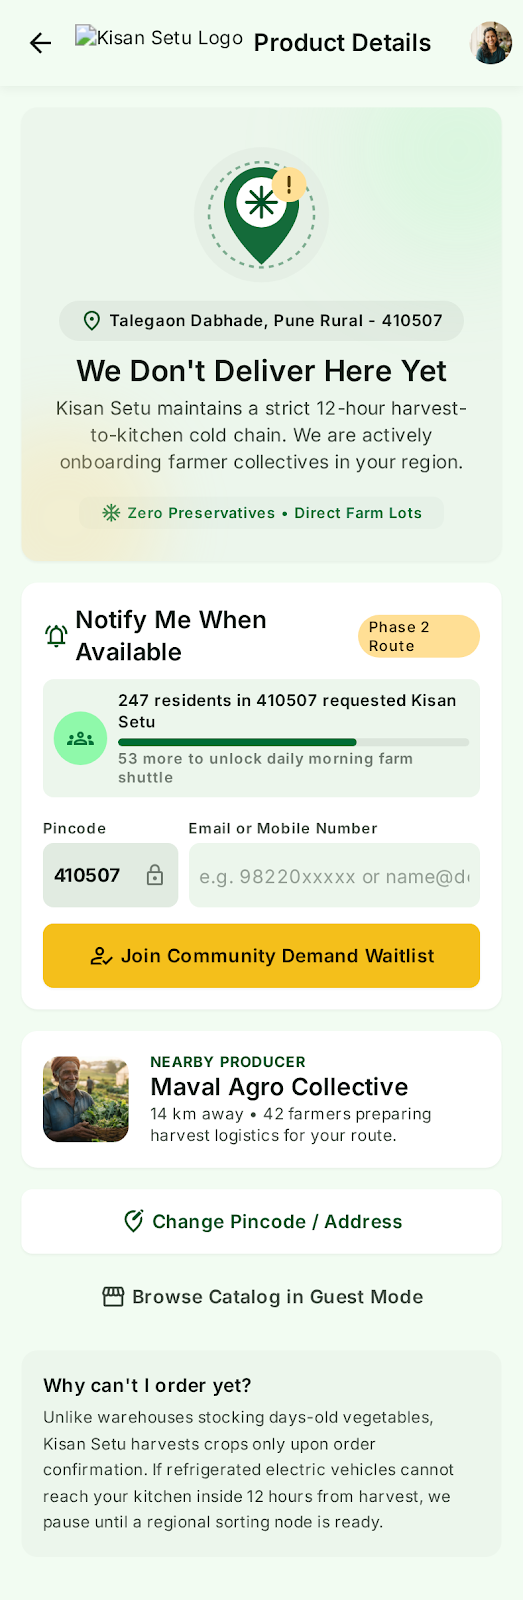 Kisan Setu Logo Product Details
Talegaon Dabhade, Pune Rural - 410507
We Don't Deliver Here Yet
Kisan Setu maintains a strict 12-hour harvest-
to-kitchen cold chain. We are actively
onboarding farmer collectives in your region.
Zero Preservatives • Direct Farm Lots
Notify Me When
Available
Phase 2
Route
247 residents in 410507 requested Kisan
Setu
53 more to unlock daily morning farm
shuttle
Pincode
410507
Email or Mobile Number
e.g. 98220xxxxx or name@d
Join Community Demand Waitlist
NEARBY PRODUCER
Maval Agro Collective
14 km away • 42 farmers preparing
harvest logistics for your route.
Change Pincode / Address
Browse Catalog in Guest Mode
Why can't I order yet?
Unlike warehouses stocking days-old vegetables,
Kisan Setu harvests crops only upon order
confirmation. If refrigerated electric vehicles cannot
reach your kitchen inside 12 hours from harvest, we
pause until a regional sorting node is ready.